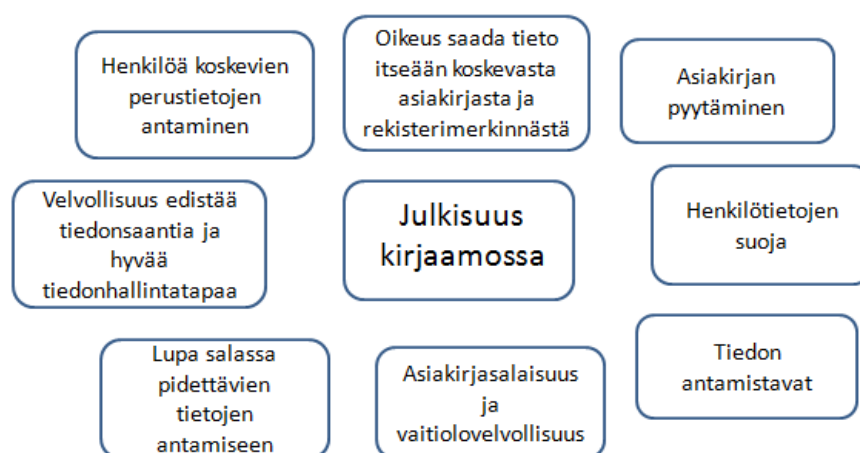 Henkilöä koskevien
perustietojen
antaminen
Oikeus saada tieto
itseään koskevasta
asiakirjasta ja
rekisterimerkinnästä
Asiakirjan
pyytäminen
Velvollisuus edistää
tiedonsaantia ja
hyvää
tiedonhallintatapaa
Julkisuus
kirjaamossa
Henkilötietojen
suoja
Lupa salassa
pidettävien
tietojen
antamiseen
Asiakirjasalaisuus
ja
vaitiolovelvollisuus
Tiedon
antamistavat